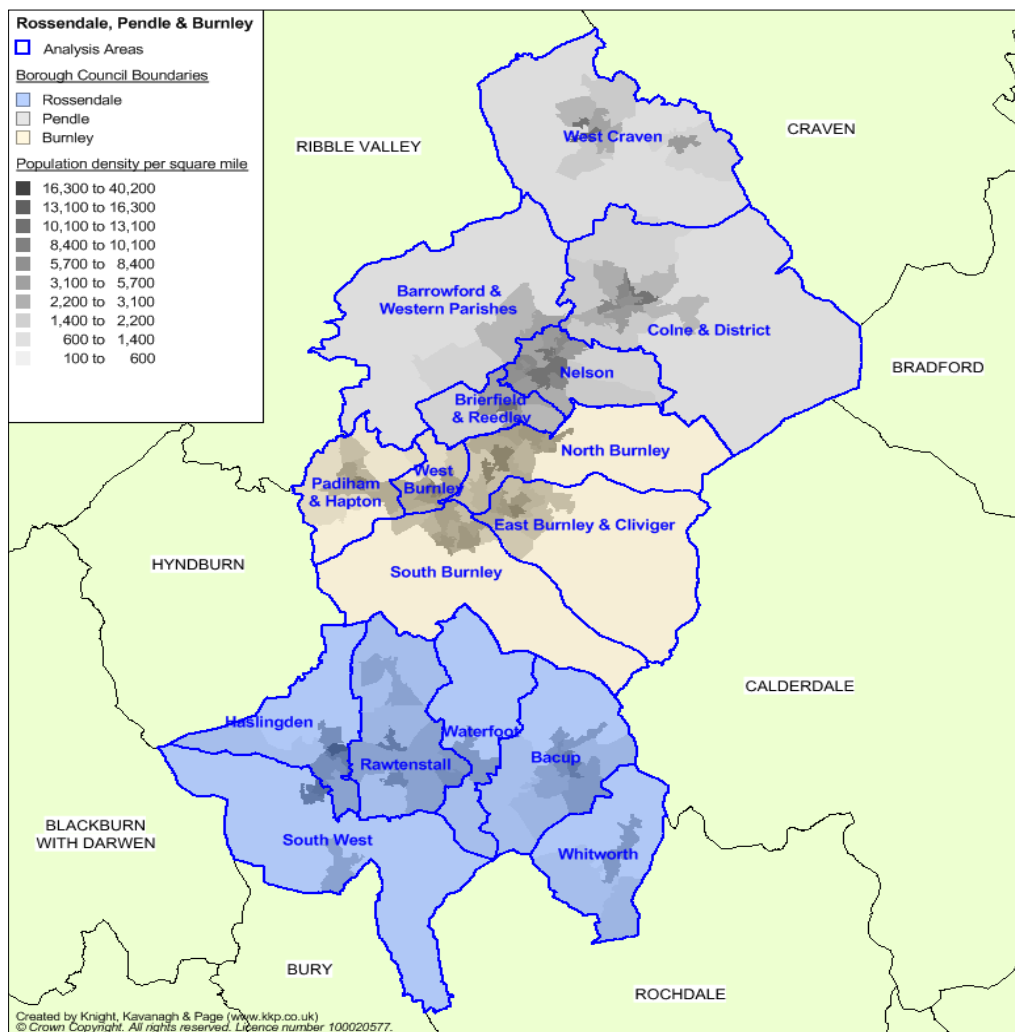 Rossendale, Pendle & Burnley
Analysis Areas
Borough Council Boundaries
Rossendale
Pendle
Burnley
Population density per square mile
16,300 to 40,200
13,100 to 16,300
10,100 to 13,100
8,400 to 10,100
5,700 to 8,400
3,100 to 5,700
2,200 to 3,100
1,400 to 2,200
600 to 1,400
100 to 600
CRAVEN
West Craven
RIBBLE VALLEY
Barrowford &
Western Parishes
Colne & District
BRADFORD
Nelson
Brierfield
& Reedley
North Burnley
West
Burnley
Padiham
& Hapton
East Burnley & Cliviger
HYNDBURN
South Burnley
CALDERDALE
Haslingden
Waterfoot
Bacup
Rawtenstall
BLACKBURN
WITH DARWEN
South West
Whitworth
BURY
ROCHDALE
Created by Knight, Kavanagh & Page (www.kkp.co.uk)
© Crown Copyright. All rights reserved. Licence number 100020577.